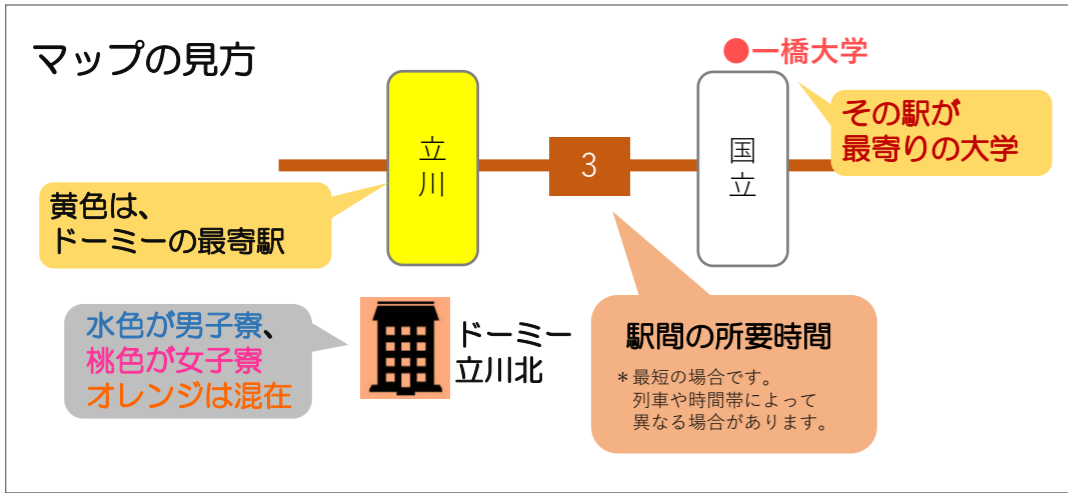 マップの見方
●一橋大学
その駅が
最寄りの大学
立川
3
国立
黄色は、
ドーミーの最寄駅
水色が男子寮、
桃色が女子寮
オレンジは混在
ドーミー
立川北
駅間の所要時間
＊最短の場合です。
列車や時間帯によって
異なる場合があります。